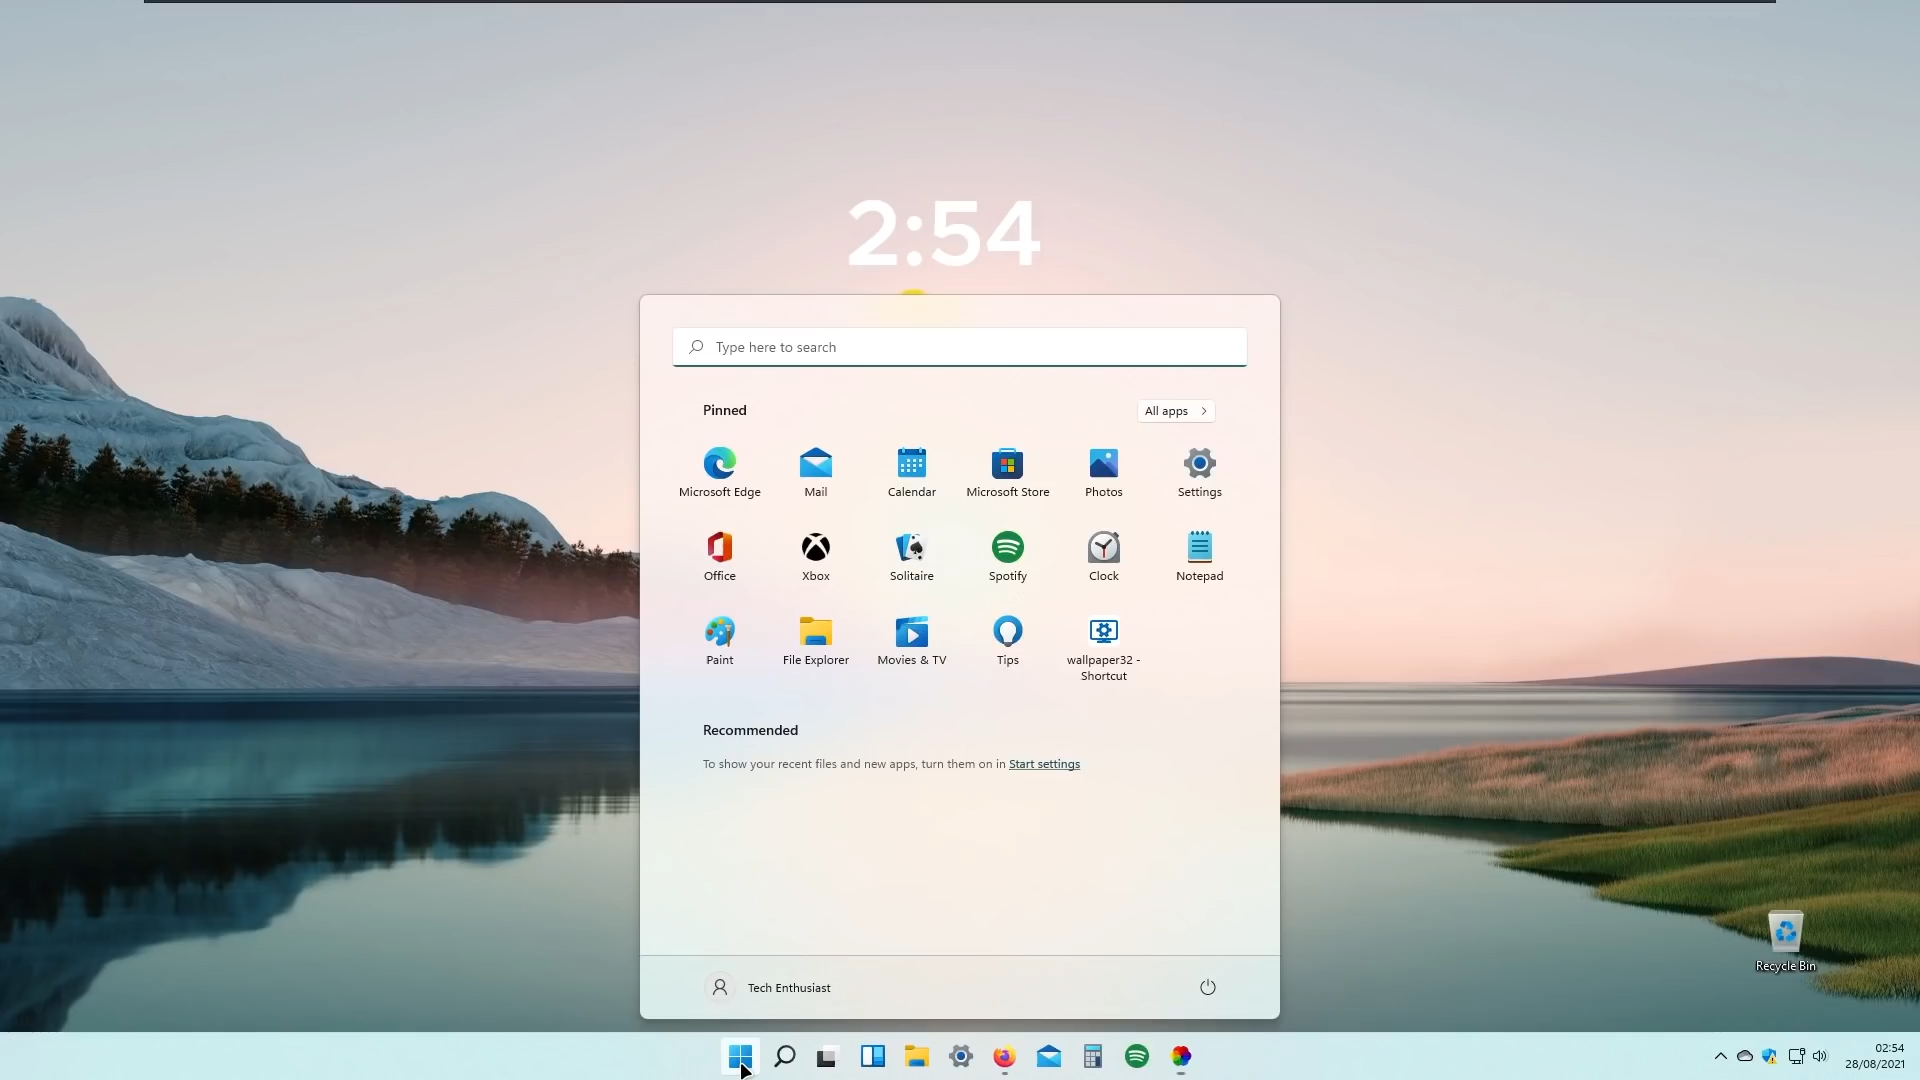 2:54
Type here to search
Pinned
All apps
Microsoft Edge
Mail
Calendar
Microsoft Store
Photos
Settings
Office
Xbox
Solitaire
Spotify
Clock
Notepad
Paint
File Explorer
Movies & TV
Tips
wallpaper32 -
Shortcut
Recommended
To show your recent files and new apps, turn them on in Start settings
Recycle Bin
Tech Enthusiast
02:54
28/08/2021